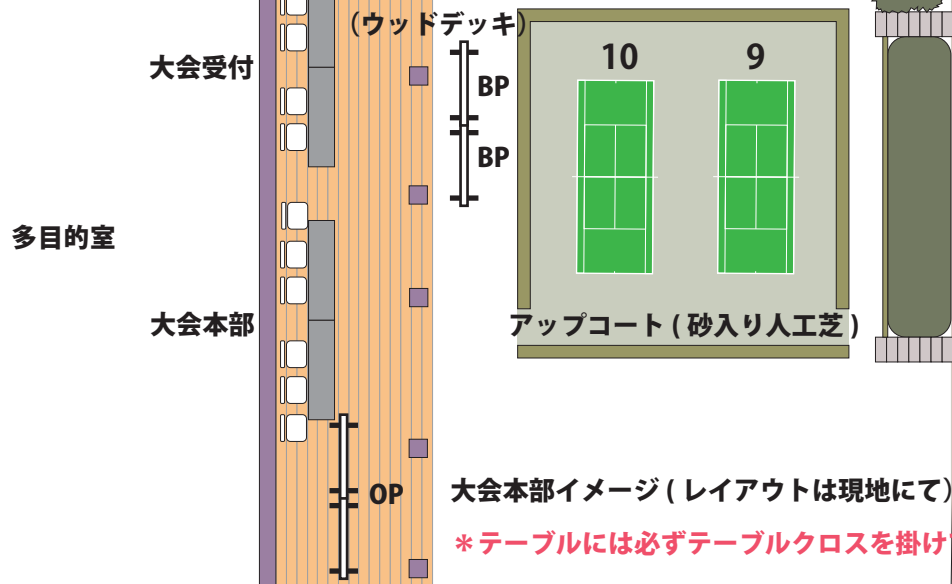 (ウッドデッキ)
10
9
大会受付
BP
BP
多目的室
大会本部
アップコート ( 砂入り人工芝 )
OP
大会本部イメージ ( レイアウトは現地にて)
＊テーブルには必ずテーブルクロスを掛け